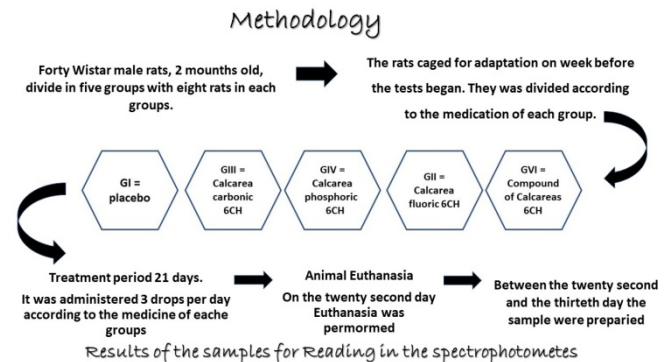 Methodology
Forty Wistar male rats, 2 mounths old,
divide in five groups with eight rats in each
groups.
The rats caged for adaptation on week before
the tests began. They was divided according
to the medication of each group.
GI =
placebo
GIII =
Calcarea
carbonic
6CH
GIV =
Calcarea
phosphoric
6CH
GII =
Calcarea
fluoric 6CH
GVI =
Compound
of Calcareas
6CH
Treatment period 21 days.
It was administered 3 drops per day
according to the medicine of eache
groups
Animal Euthanasia
On the twenty second day
Euthanasia was
permormed
Between the twenty second
and the thirteth day the
sample were preparied
Results of the samples for Reading in the spectrophotometes